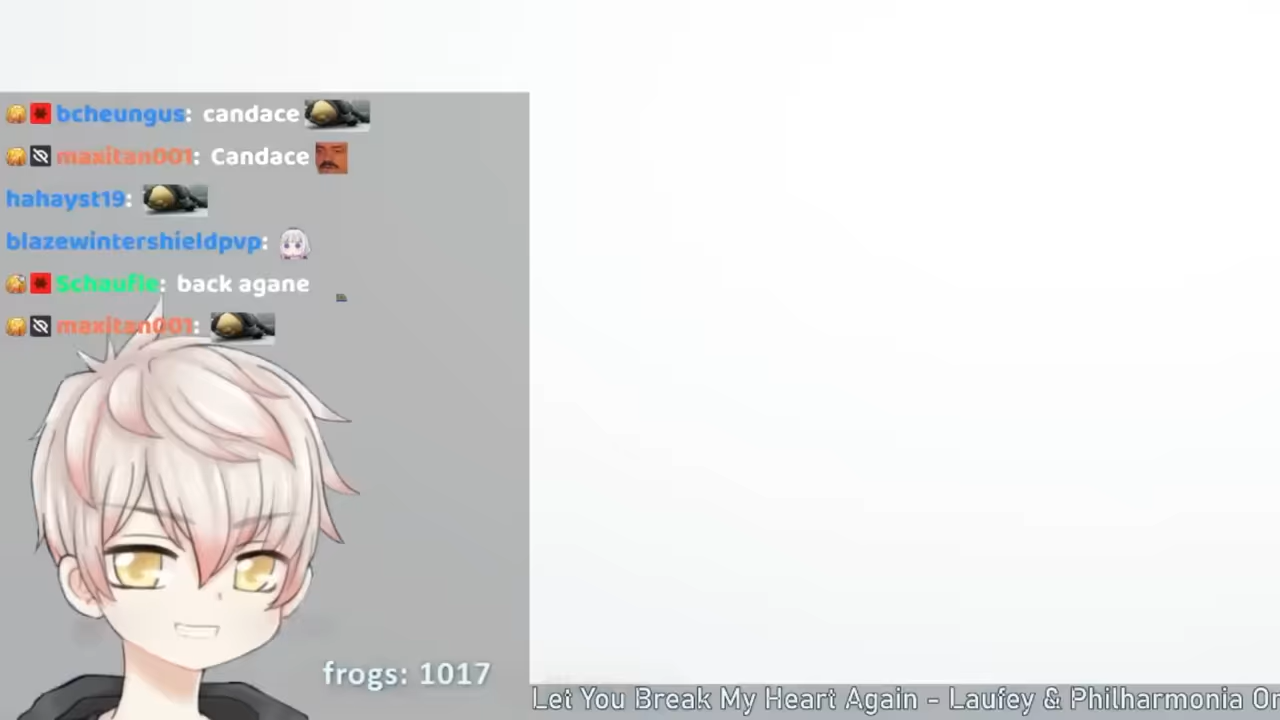 bcheungus: candace
maxitan001: Candace
hahayst19:
blazewintershieldpvp:
Schaufle: back agane
maxitan001:
frogs: 1017
Let You Break My Heart Again - Laufey & Philharmonia Or